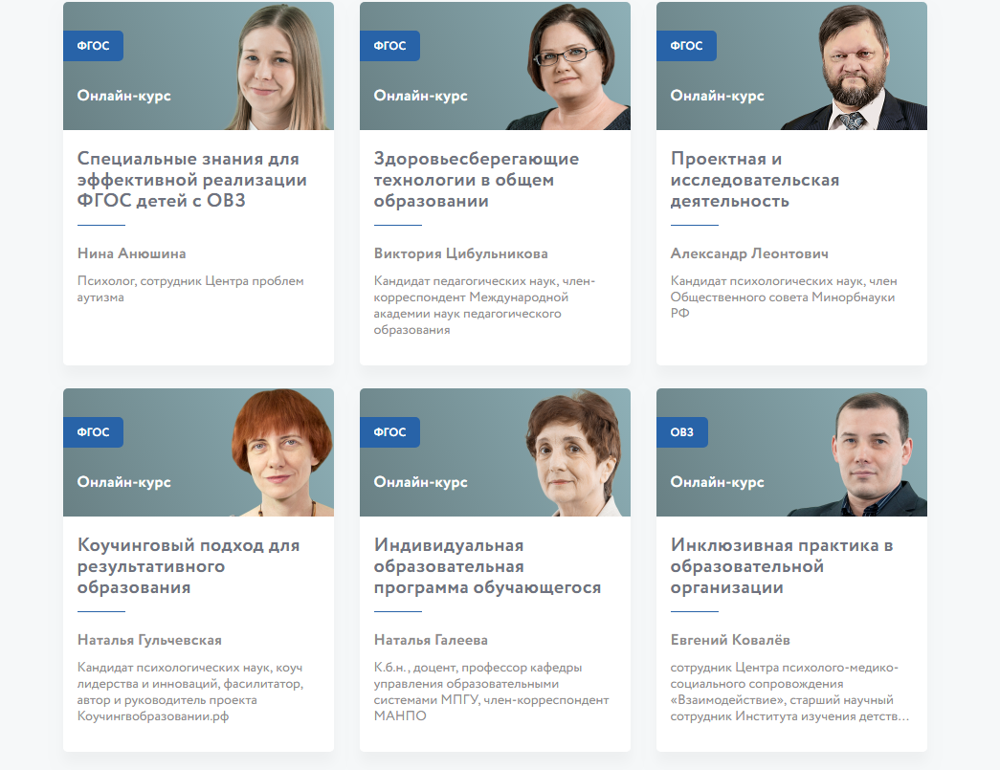 ФГОС
Онлайн-курс
Специальные знания для
эффективной реализации
ФГОС детей с ОВЗ
Нина Анюшина
Психолог, сотрудник Центра проблем
аутизма
ФГОС
Онлайн-курс
Здоровьесберегающие
технологии в общем
образовании
Виктория Цибульникова
Кандидат педагогических наук, член-
корреспондент Международной
академии наук педагогического
образования
ФГОС
Онлайн-курс
Проектная и
исследовательская
деятельность
Александр Леонтович
Кандидат психологических наук, член
Общественного совета Минорбнауки
РФ
ФГОС
Онлайн-курс
Коучинговый подход для
результативного
образования
Наталья Гульчевская
Кандидат психологических наук, коуч
лидерства и инноваций, фасилитатор,
автор и руководитель проекта
Коучингвобразовании.рф
ФГОС
Онлайн-курс
Индивидуальная
образовательная
программа обучающегося
Наталья Галеева
К.б.н., доцент, профессор кафедры
управления образовательными
системами МПГУ, член-корреспондент
МАНПО
ОВЗ
Онлайн-курс
Инклюзивная практика в
образовательной
организации
Евгений Ковалёв
сотрудник Центра психолого-медико-
социального сопровождения
«Взаимодействие», старший научный
сотрудник Института изучения детств...